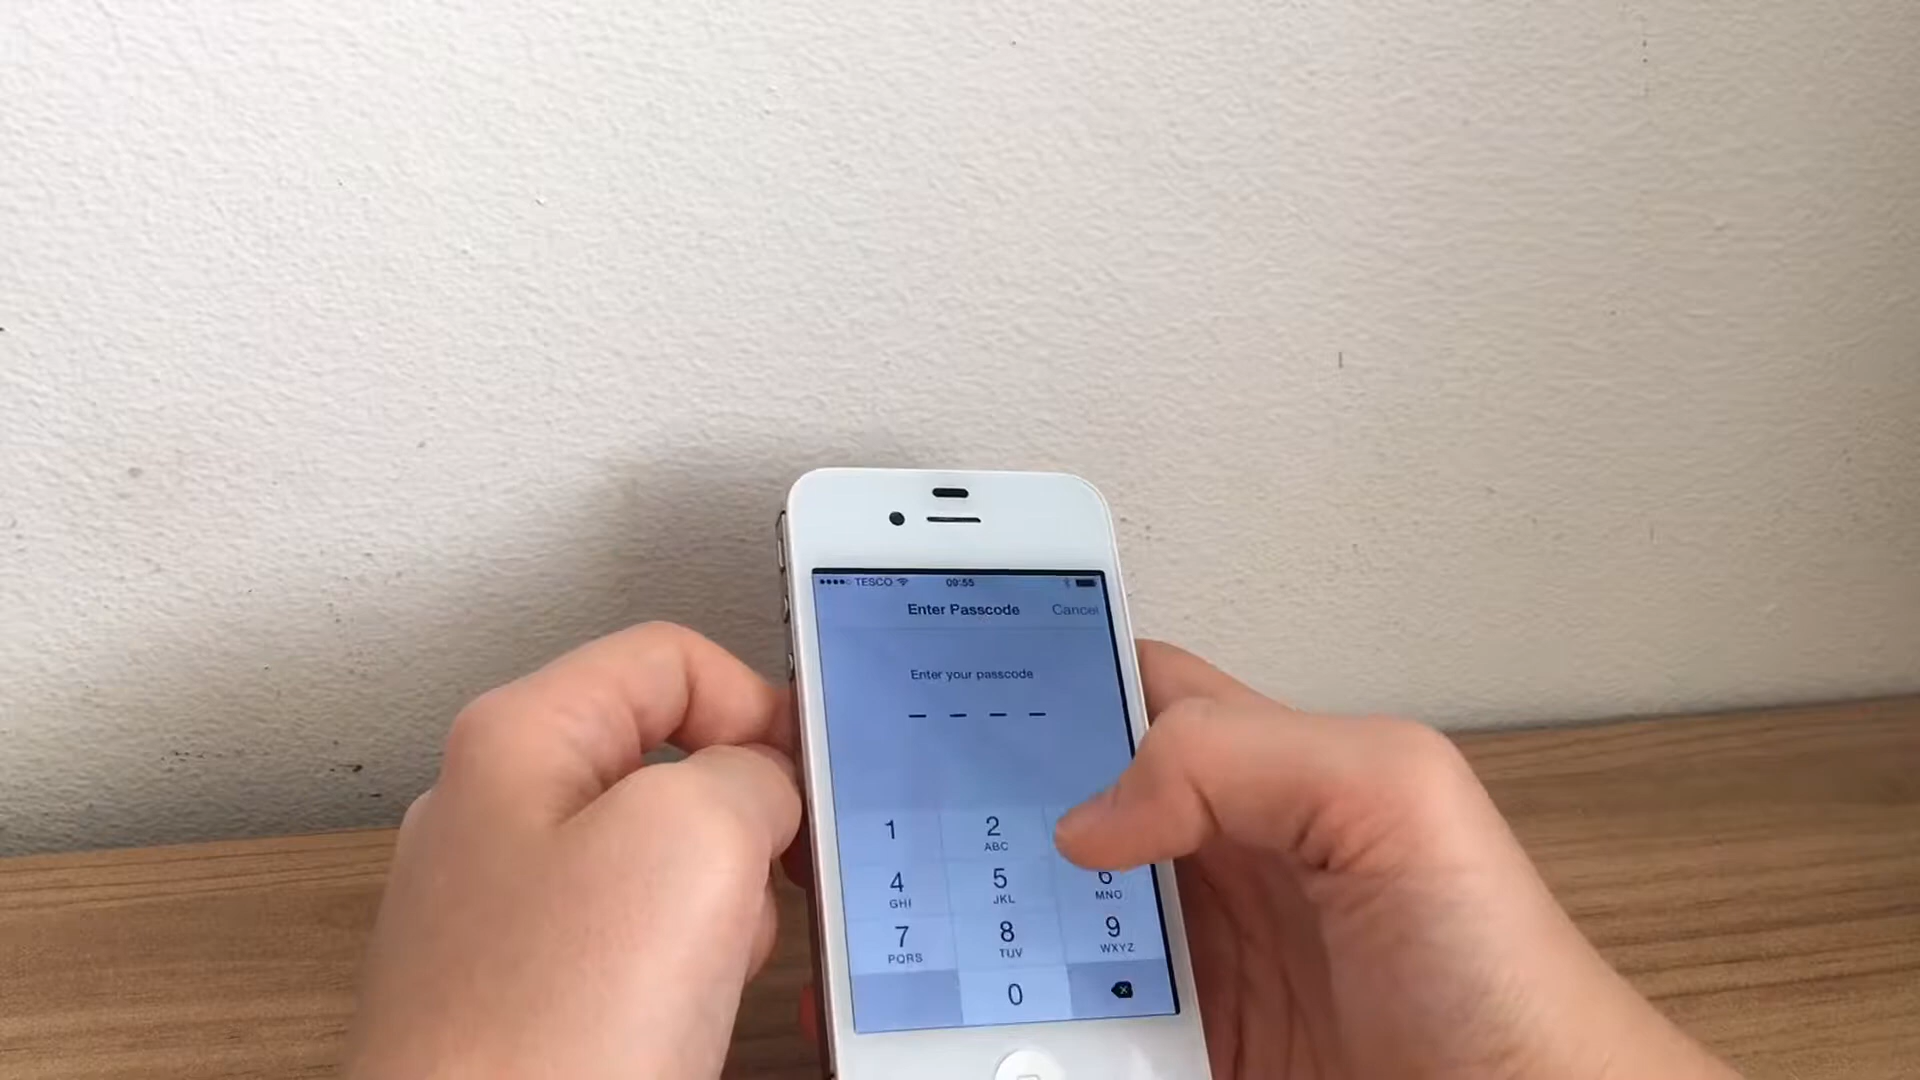 TESCO 09:55
Enter Passcode Cancel
Enter your passcode
1 2
ABC
4 5 6
GHI JKL MNO
7 8 9
PQRS TUV WXYZ
0